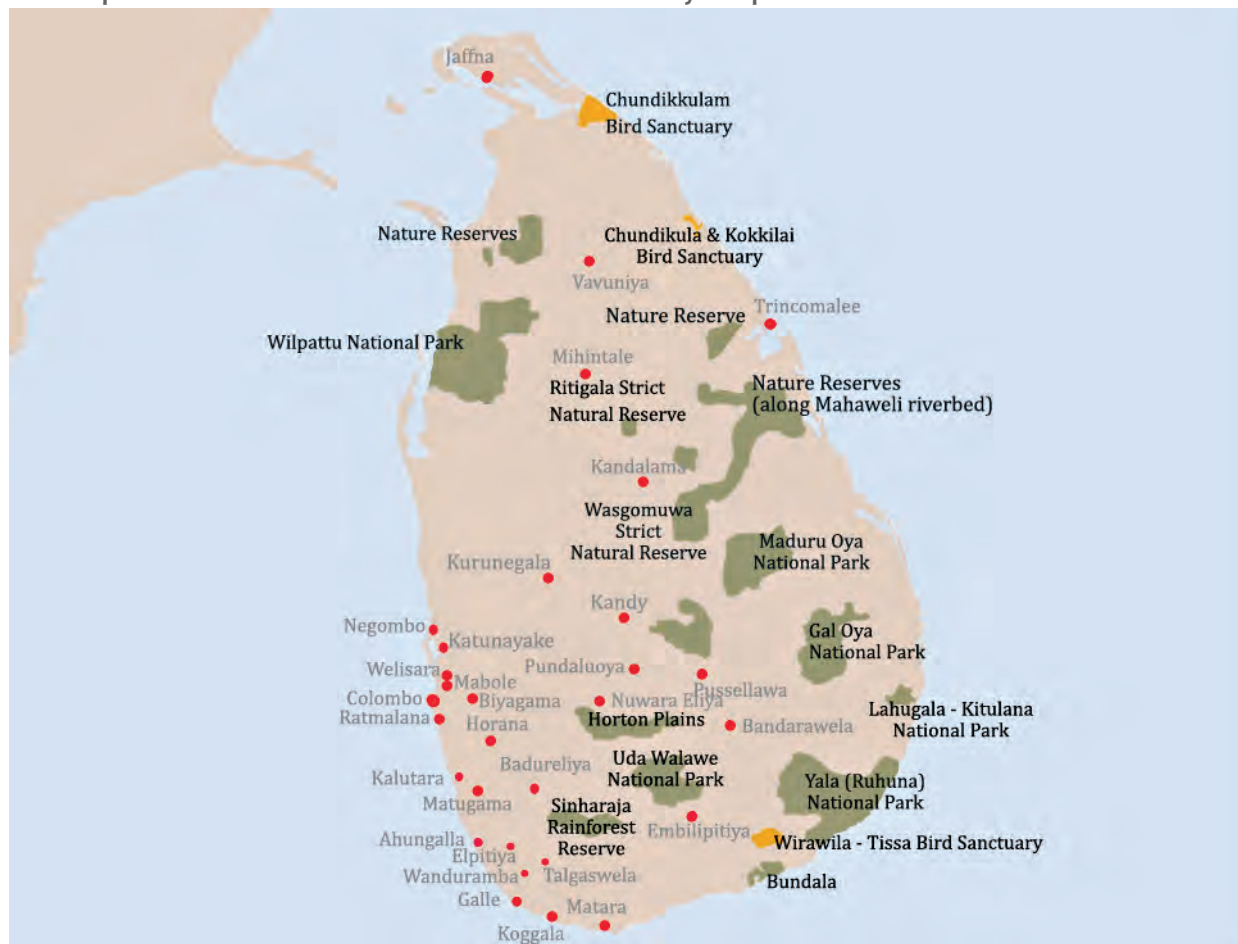 Jaffna
Chundikkulam
Bird Sanctuary
Nature Reserves
Chundikula & Kokkilai
Bird Sanctuary
Vavuniya
Nature Reserve
Trincomalee
Wilpattu National Park
Mihintale
Ritigala Strict
Natural Reserve
Nature Reserves
(along Mahaweli riverbed)
Kandalama
Wasgomuwa
Strict
Natural Reserve
Maduru Oya
National Park
Kurunegala
Kandy
Negombo
Katunayake
Gal Oya
National Park
Welisara
Mabole
Pundaluoya
Pussellawa
Colombo
Biyagama
Nuwara Eliya
Ratmalana
Horana
Horton Plains
Bandarawela
Lahugala - Kitulana
National Park
Kalutara
Badureliya
Uda Walawe
National Park
Yala (Ruhuna)
National Park
Matugama
Sinharaja
Rainforest
Reserve
Embilipitiya
Ahungalla
Elpitiya
Wirawila - Tissa Bird Sanctuary
Wanduramba
Talgaswela
Bundala
Galle
Matara
Koggala